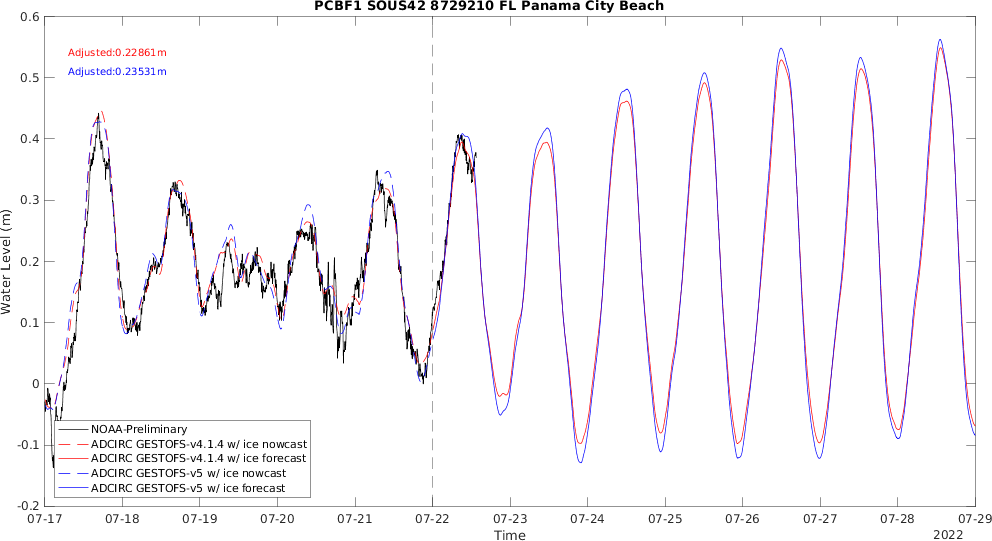 PCBF1 SOUS42 8729210 FL Panama City Beach
0.6
0.5
0.4
0.3
0.2
0.1
0
-0.1
-0.2
Water Level (m)
Adjusted:0.22861m
Adjusted:0.23531m
NOAA-Preliminary
ADCIRC GESTOFS-v4.1.4 w/ ice nowcast
ADCIRC GESTOFS-v4.1.4 w/ ice forecast
ADCIRC GESTOFS-v5 w/ ice nowcast
ADCIRC GESTOFS-v5 w/ ice forecast
07-17 07-18 07-19 07-20 07-21 07-22 07-23 07-24 07-25 07-26 07-27 07-28 07-29
Time
2022